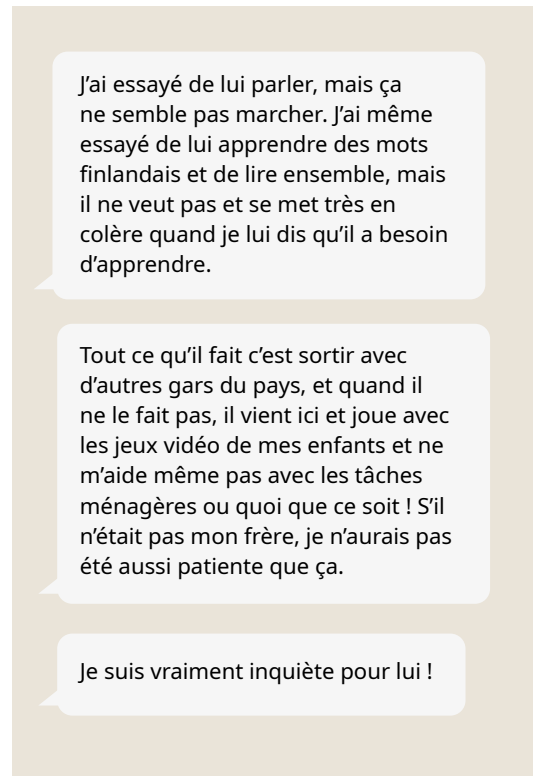 J’ai essayé de lui parler, mais ça
ne semble pas marcher. J’ai même
essayé de lui apprendre des mots
finlandais et de lire ensemble, mais
il ne veut pas et se met très en
colère quand je lui dis qu’il a besoin
d’apprendre.
Tout ce qu’il fait c’est sortir avec
d’autres gars du pays, et quand il
ne le fait pas, il vient ici et joue avec
les jeux vidéo de mes enfants et ne
m’aide même pas avec les tâches
ménagères ou quoi que ce soit ! S’il
n’était pas mon frère, je n’aurais pas
été aussi patiente que ça.
Je suis vraiment inquiète pour lui !